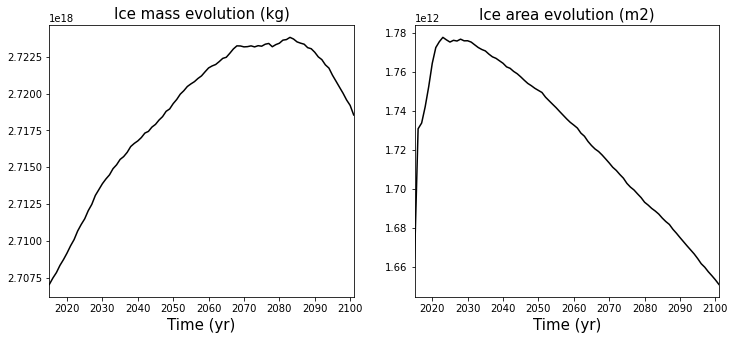 Ice mass evolution (kg)
1e18
2.7225
2.7200
2.7175
2.7150
2.7125
2.7100
2.7075
2020 2030 2040 2050 2060 2070 2080 2090 2100
Time (yr)
Ice area evolution (m2)
1e12
1.78
1.76
1.74
1.72
1.70
1.68
1.66
2020 2030 2040 2050 2060 2070 2080 2090 2100
Time (yr)